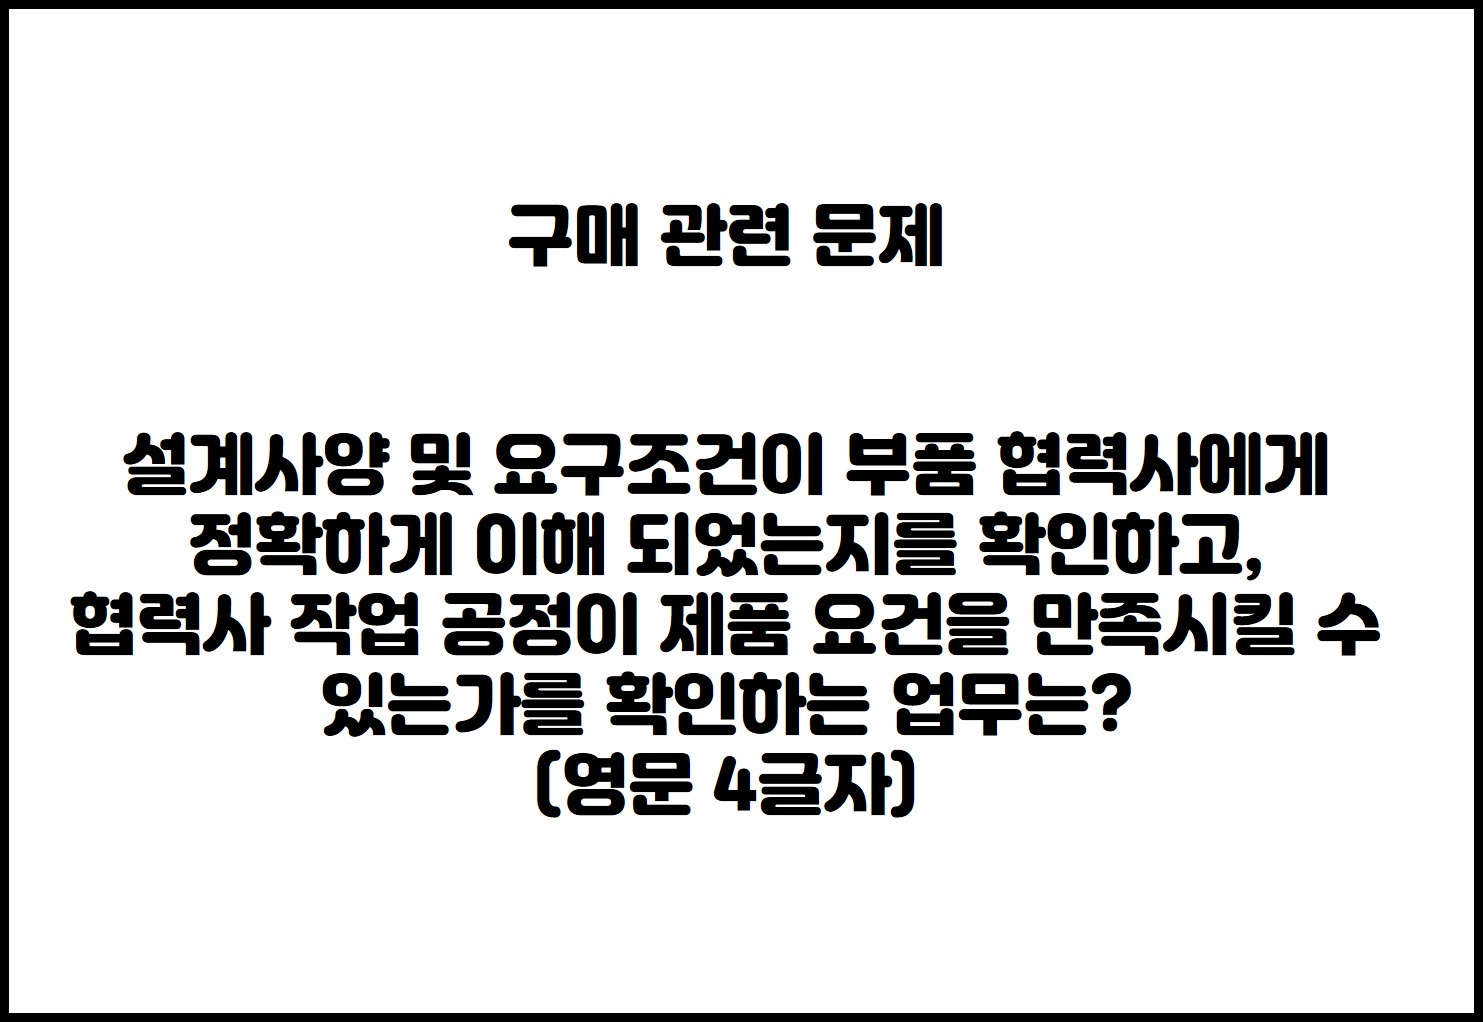 구매 관련 문제
설계사양 및 요구조건이 부품 협력사에게
정확하게 이해 되었는지를 확인하고,
협력사 작업 공정이 제품 요건을 만족시킬 수
있는가를 확인하는 업무는?
(영문 4글자)